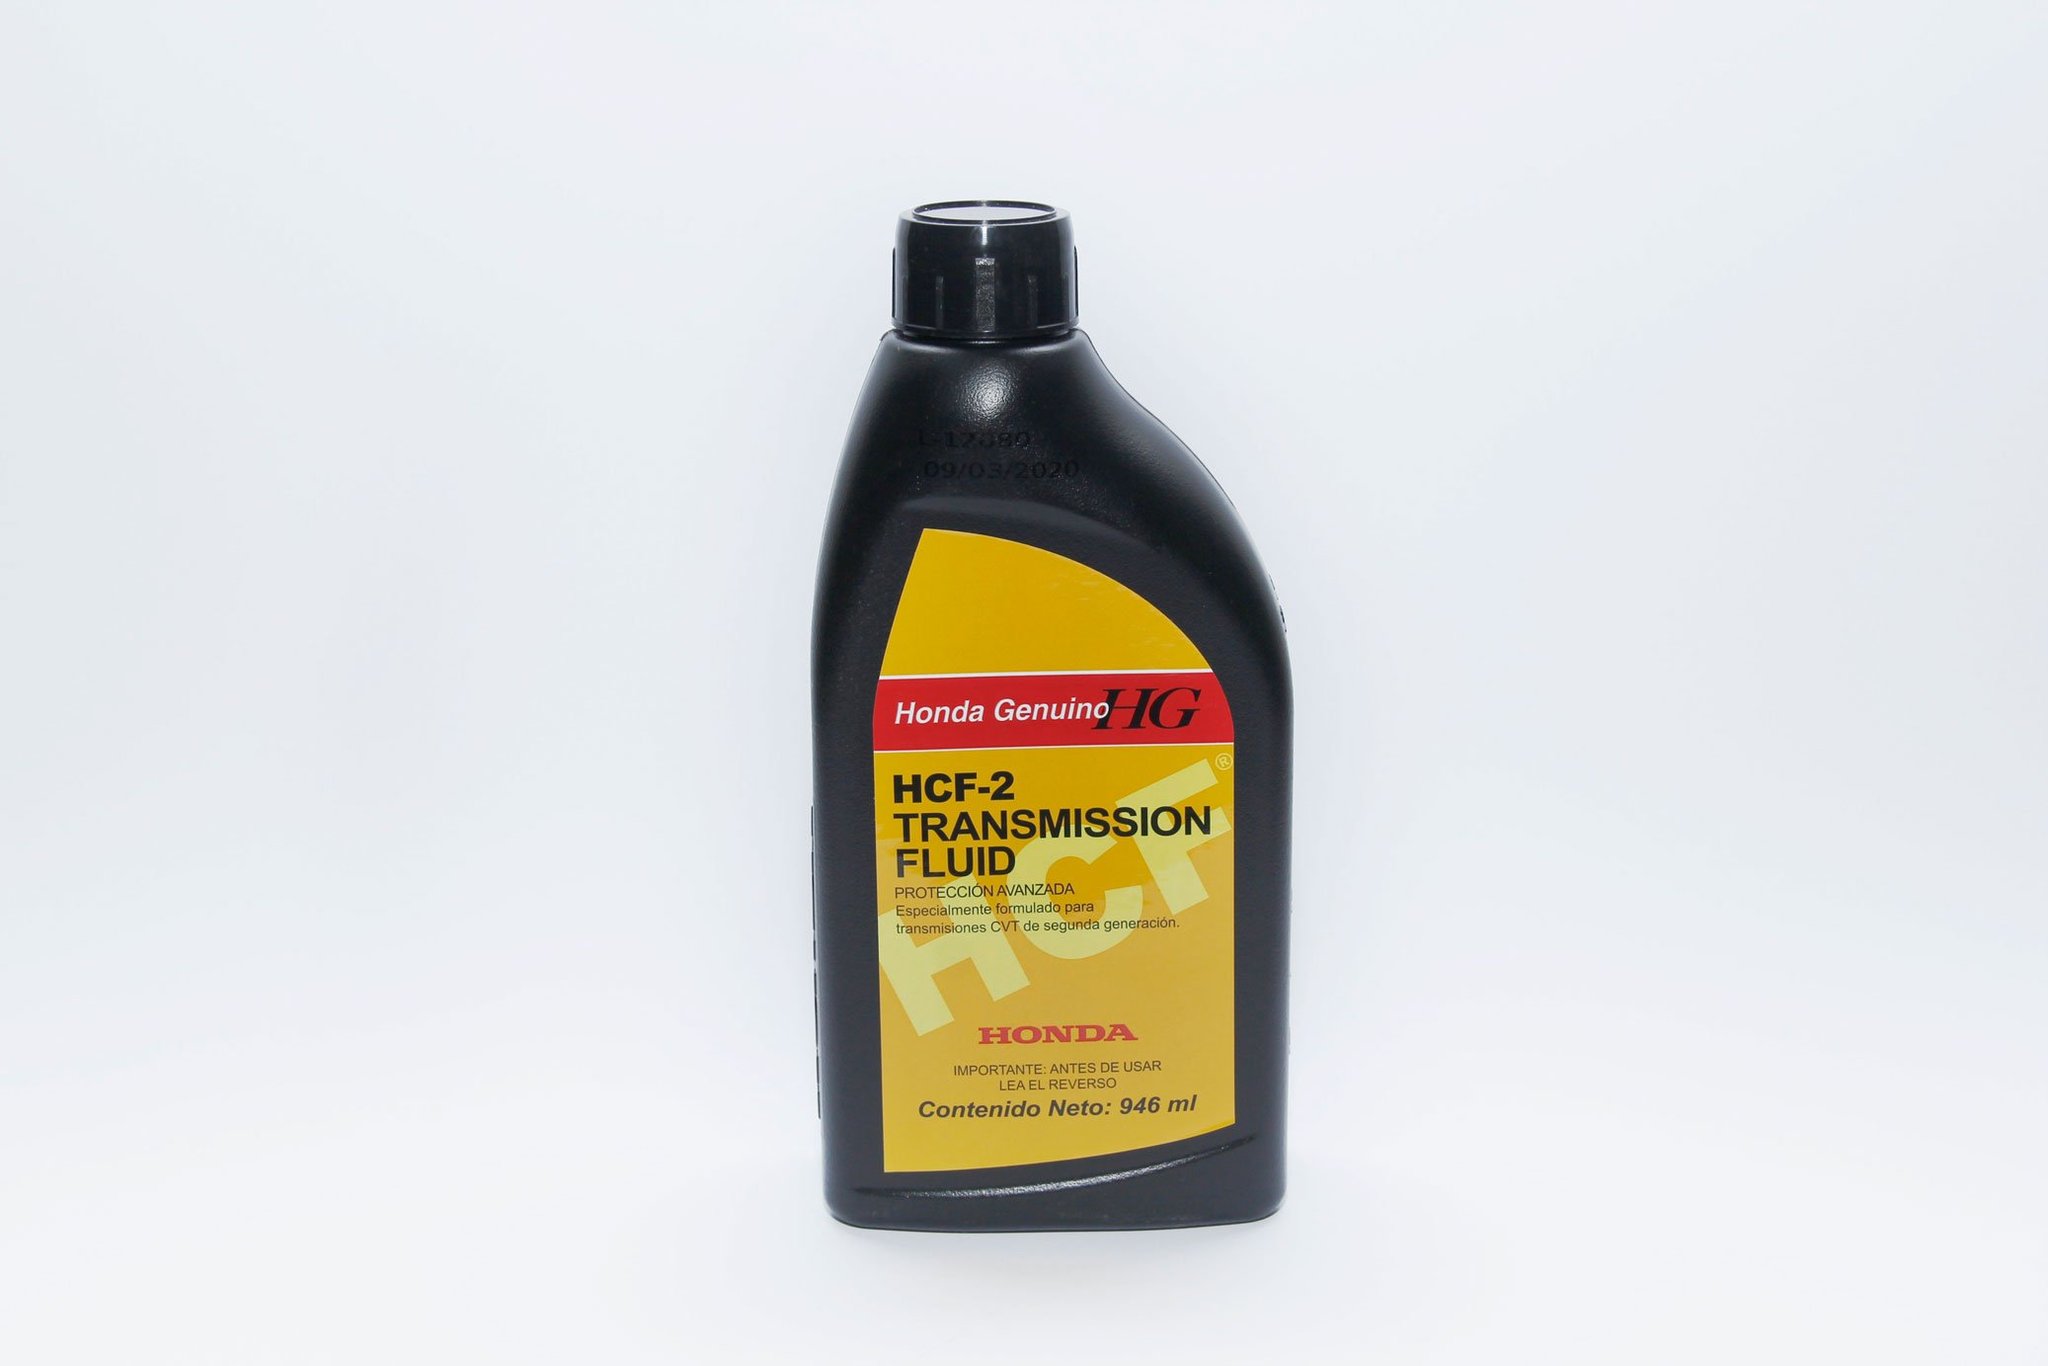 09/03/2020
Honda Genuino HG
HCF®
HCF-2
TRANSMISSION
FLUID
PROTECCIÓN AVANZADA
Especialmente formulado para
transmisiones CVT de segunda generación.
HONDA
IMPORTANTE: ANTES DE USAR
LEA EL REVERSO
Contenido Neto: 946 ml